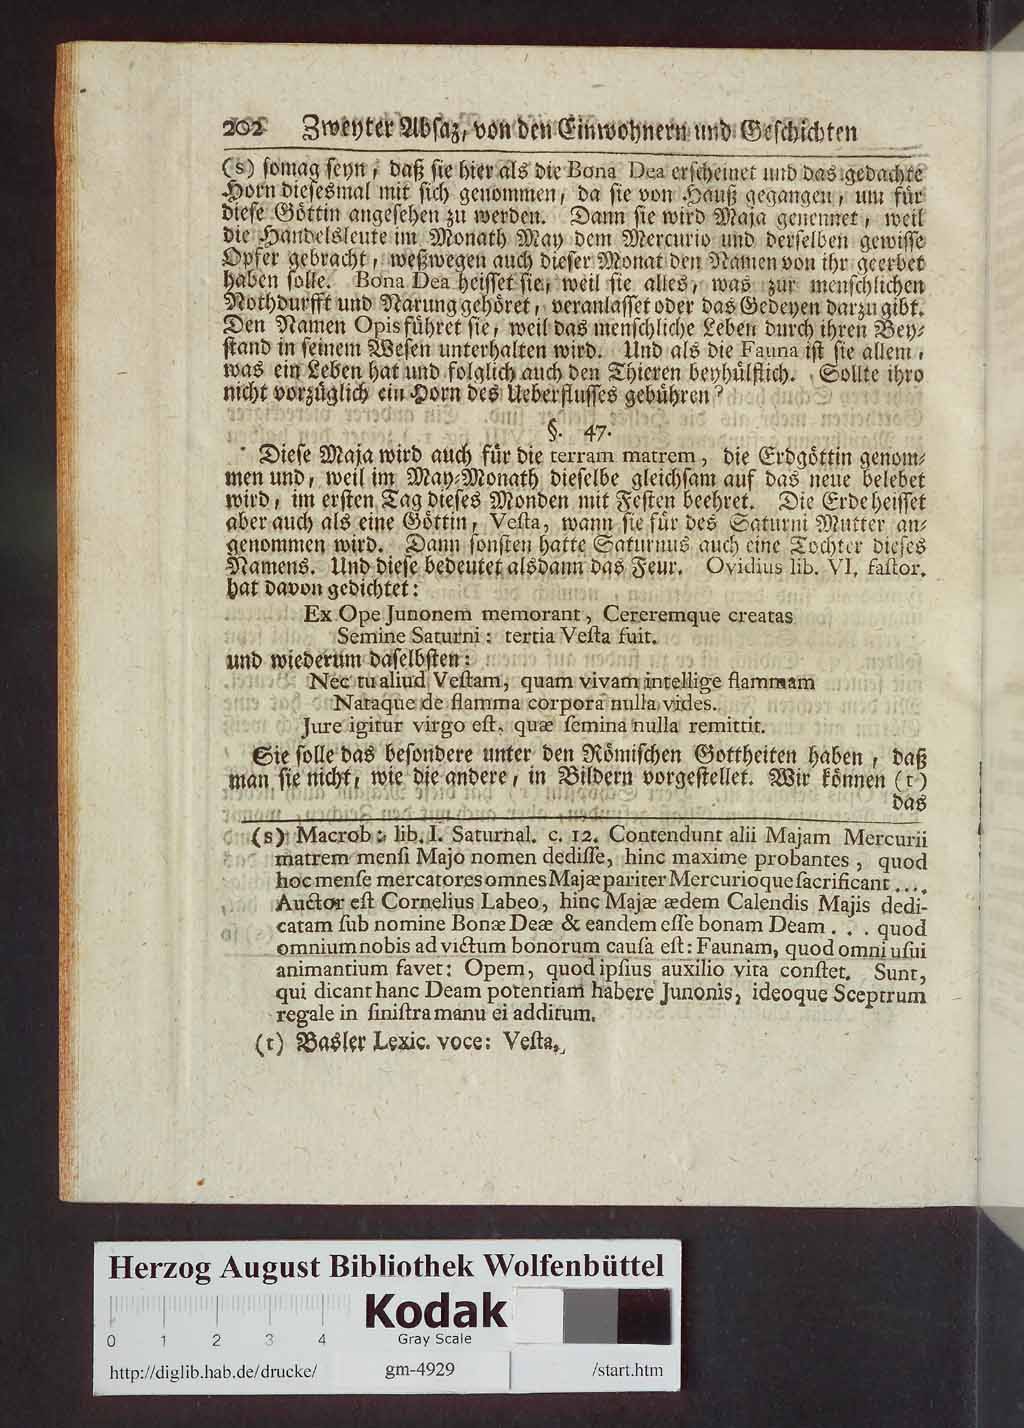 202 Zweyter Absaz, von den Einwohnern und Geschichten
(s) somag seyn, daß sie hier als die Bona Dea erscheinet und das gedachte
Horn diesesmal mit sich genommen, da sie von Hauß gegangen, um für
diese Göttin angesehen zu werden. Dann sie wird Maja genennet, weil
die Handelsleute im Monath May dem Mercurio und derselben gewisse
Opfer gebracht, weßwegen auch dieser Monat den Namen von ihr geerbet
haben solle. Bona Dea heisset sie, weil sie alles, was zur menschlichen
Nothdurfft und Narung gehöret, veranlasset oder das Gedeyen darzu gibt.
Den Namen Opis führet sie, weil das menschliche Leben durch ihren Bey-
stand in seinem Wesen unterhalten wird. Und als die Fauna ist sie allem,
was ein Leben hat und folglich auch den Thieren beyhülflich. Sollte ihro
nicht vorzüglich ein Horn des Ueberflusses gebühren?
§. 47.
Diese Maja wird auch für die terram matrem, die Erdgöttin genom-
men und, weil im May-Monath dieselbe gleichsam auf das neue belebet
wird, im ersten Tag dieses Monden mit Festen beehret. Die Erde heisset
aber auch als eine Göttin, Vesta, wann sie für des Saturni Mutter an-
genommen wird. Dann sonsten hatte Saturnus auch eine Tochter dieses
Namens. Und diese bedeutet alsdann das Feur. Ovidius lib. VI. fastor.
hat davon gedichtet:
Ex Ope Junonem memorant, Cereremque creatas
Semine Saturni: tertia Vesta fuit.
und wiederum daselbsten:
Nec tu aliud Vestam, quam vivam intellige flammam
Nataque de flamma corpora nulla vides.
Jure igitur virgo est, quæ semina nulla remittit.
Sie solle das besondere unter den Römischen Gottheiten haben, daß
man sie nicht, wie die andere, in Bildern vorgestellet. Wir können (t)
das
(s) Macrob: lib. I. Saturnal. c. 12. Contendunt alii Majam Mercurii
matrem mensi Majo nomen dedisse, hinc maxime probantes, quod
hoc mense mercatores omnes Majæ pariter Mercurioque sacrificant ....
Auctor est Cornelius Labeo, hinc Majæ ædem Calendis Majis dedi-
catam sub nomine Bonæ Deæ & eandem esse bonam Deam . . . quod
omnium nobis ad victum bonorum causa est: Faunam, quod omni usui
animantium favet: Opem, quod ipsius auxilio vita constet. Sunt,
qui dicant hanc Deam potentiam habere Junonis, ideoque Sceptrum
regale in sinistra manu ei additum.
(t) Basler Lexic. voce: Vesta.
Herzog August Bibliothek Wolfenbüttel
Kodak
Gray Scale
0 1 2 3 4
http://diglib.hab.de/drucke/ gm-4929 /start.htm